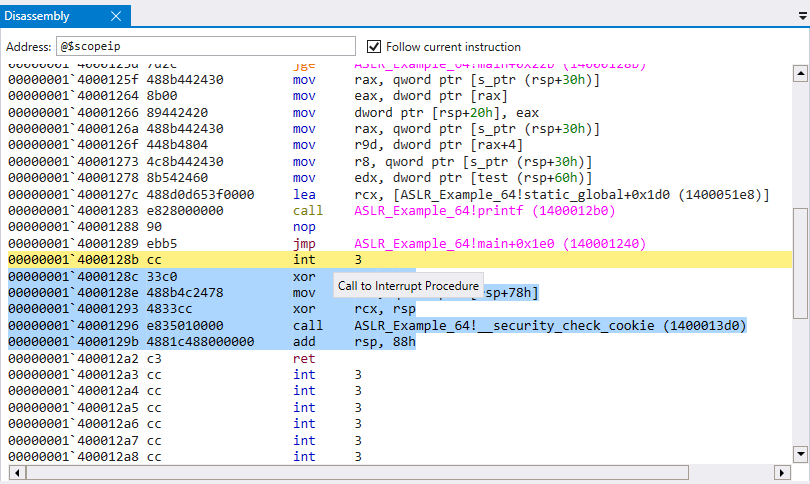 Disassembly
Address: @$scopeip Follow current instruction
00000001`4000125d 7d2c jge ASLR_Example_64!main+0x22b (14000128b)
00000001`4000125f 488b442430 mov rax, qword ptr [s_ptr (rsp+30h)]
00000001`40001264 8b00 mov eax, dword ptr [rax]
00000001`40001266 89442420 mov dword ptr [rsp+20h], eax
00000001`4000126a 488b442430 mov rax, qword ptr [s_ptr (rsp+30h)]
00000001`4000126f 448b4804 mov r9d, dword ptr [rax+4]
00000001`40001273 4c8b442430 mov r8, qword ptr [s_ptr (rsp+30h)]
00000001`40001278 8b542460 mov edx, dword ptr [test (rsp+60h)]
00000001`4000127c 488d0d653f0000 lea rcx, [ASLR_Example_64!static_global+0x1d0 (1400051e8)]
00000001`40001283 e828000000 call ASLR_Example_64!printf (1400012b0)
00000001`40001288 90 nop
00000001`40001289 ebb5 jmp ASLR_Example_64!main+0x1e0 (140001240)
00000001`4000128b cc int 3
00000001`4000128c 33c0 xor
00000001`4000128e 488b4c2478 mov [rsp+78h]
Call to Interrupt Procedure
00000001`40001293 4833cc xor rcx, rsp
00000001`40001296 e835010000 call ASLR_Example_64!__security_check_cookie (1400013d0)
00000001`4000129b 4881c488000000 add rsp, 88h
00000001`400012a2 c3 ret
00000001`400012a3 cc int 3
00000001`400012a4 cc int 3
00000001`400012a5 cc int 3
00000001`400012a6 cc int 3
00000001`400012a7 cc int 3
00000001`400012a8 cc int 3